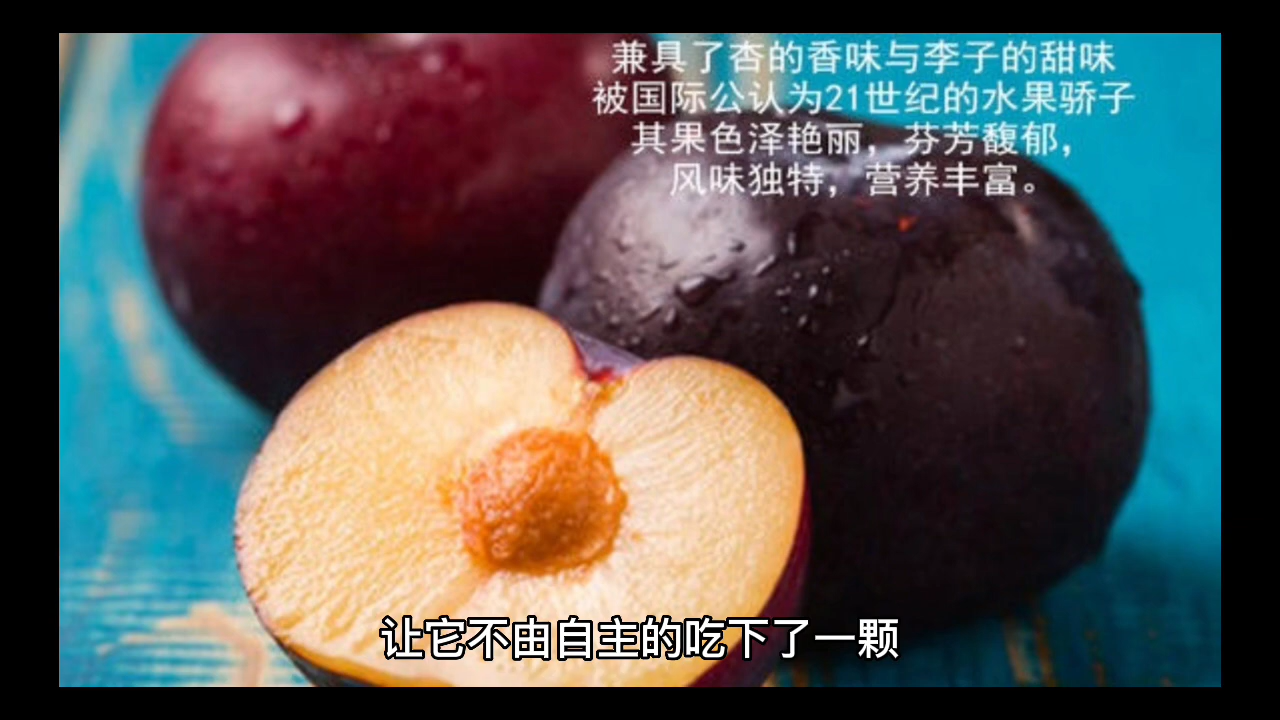 兼具了杏的香味与李子的甜味
被国际公认为21世纪的水果骄子
其果色泽艳丽，芬芳馥郁，
风味独特，营养丰富。
让它不由自主的吃下了一颗